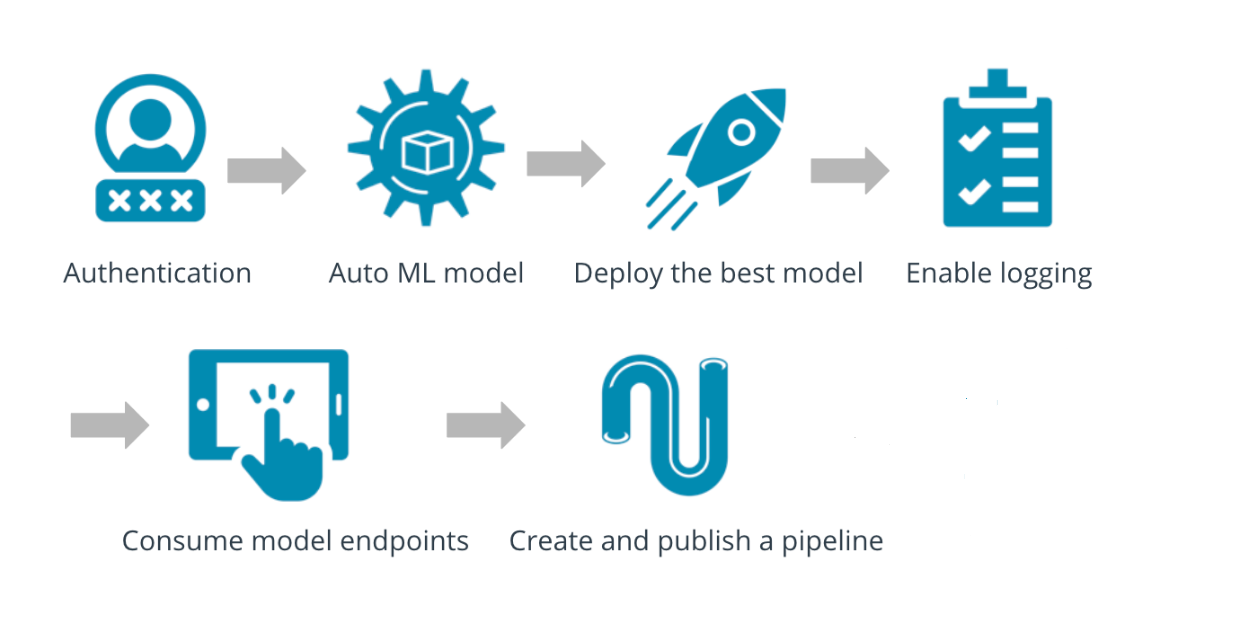 Authentication
Auto ML model
Deploy the best model
Enable logging
Consume model endpoints
Create and publish a pipeline